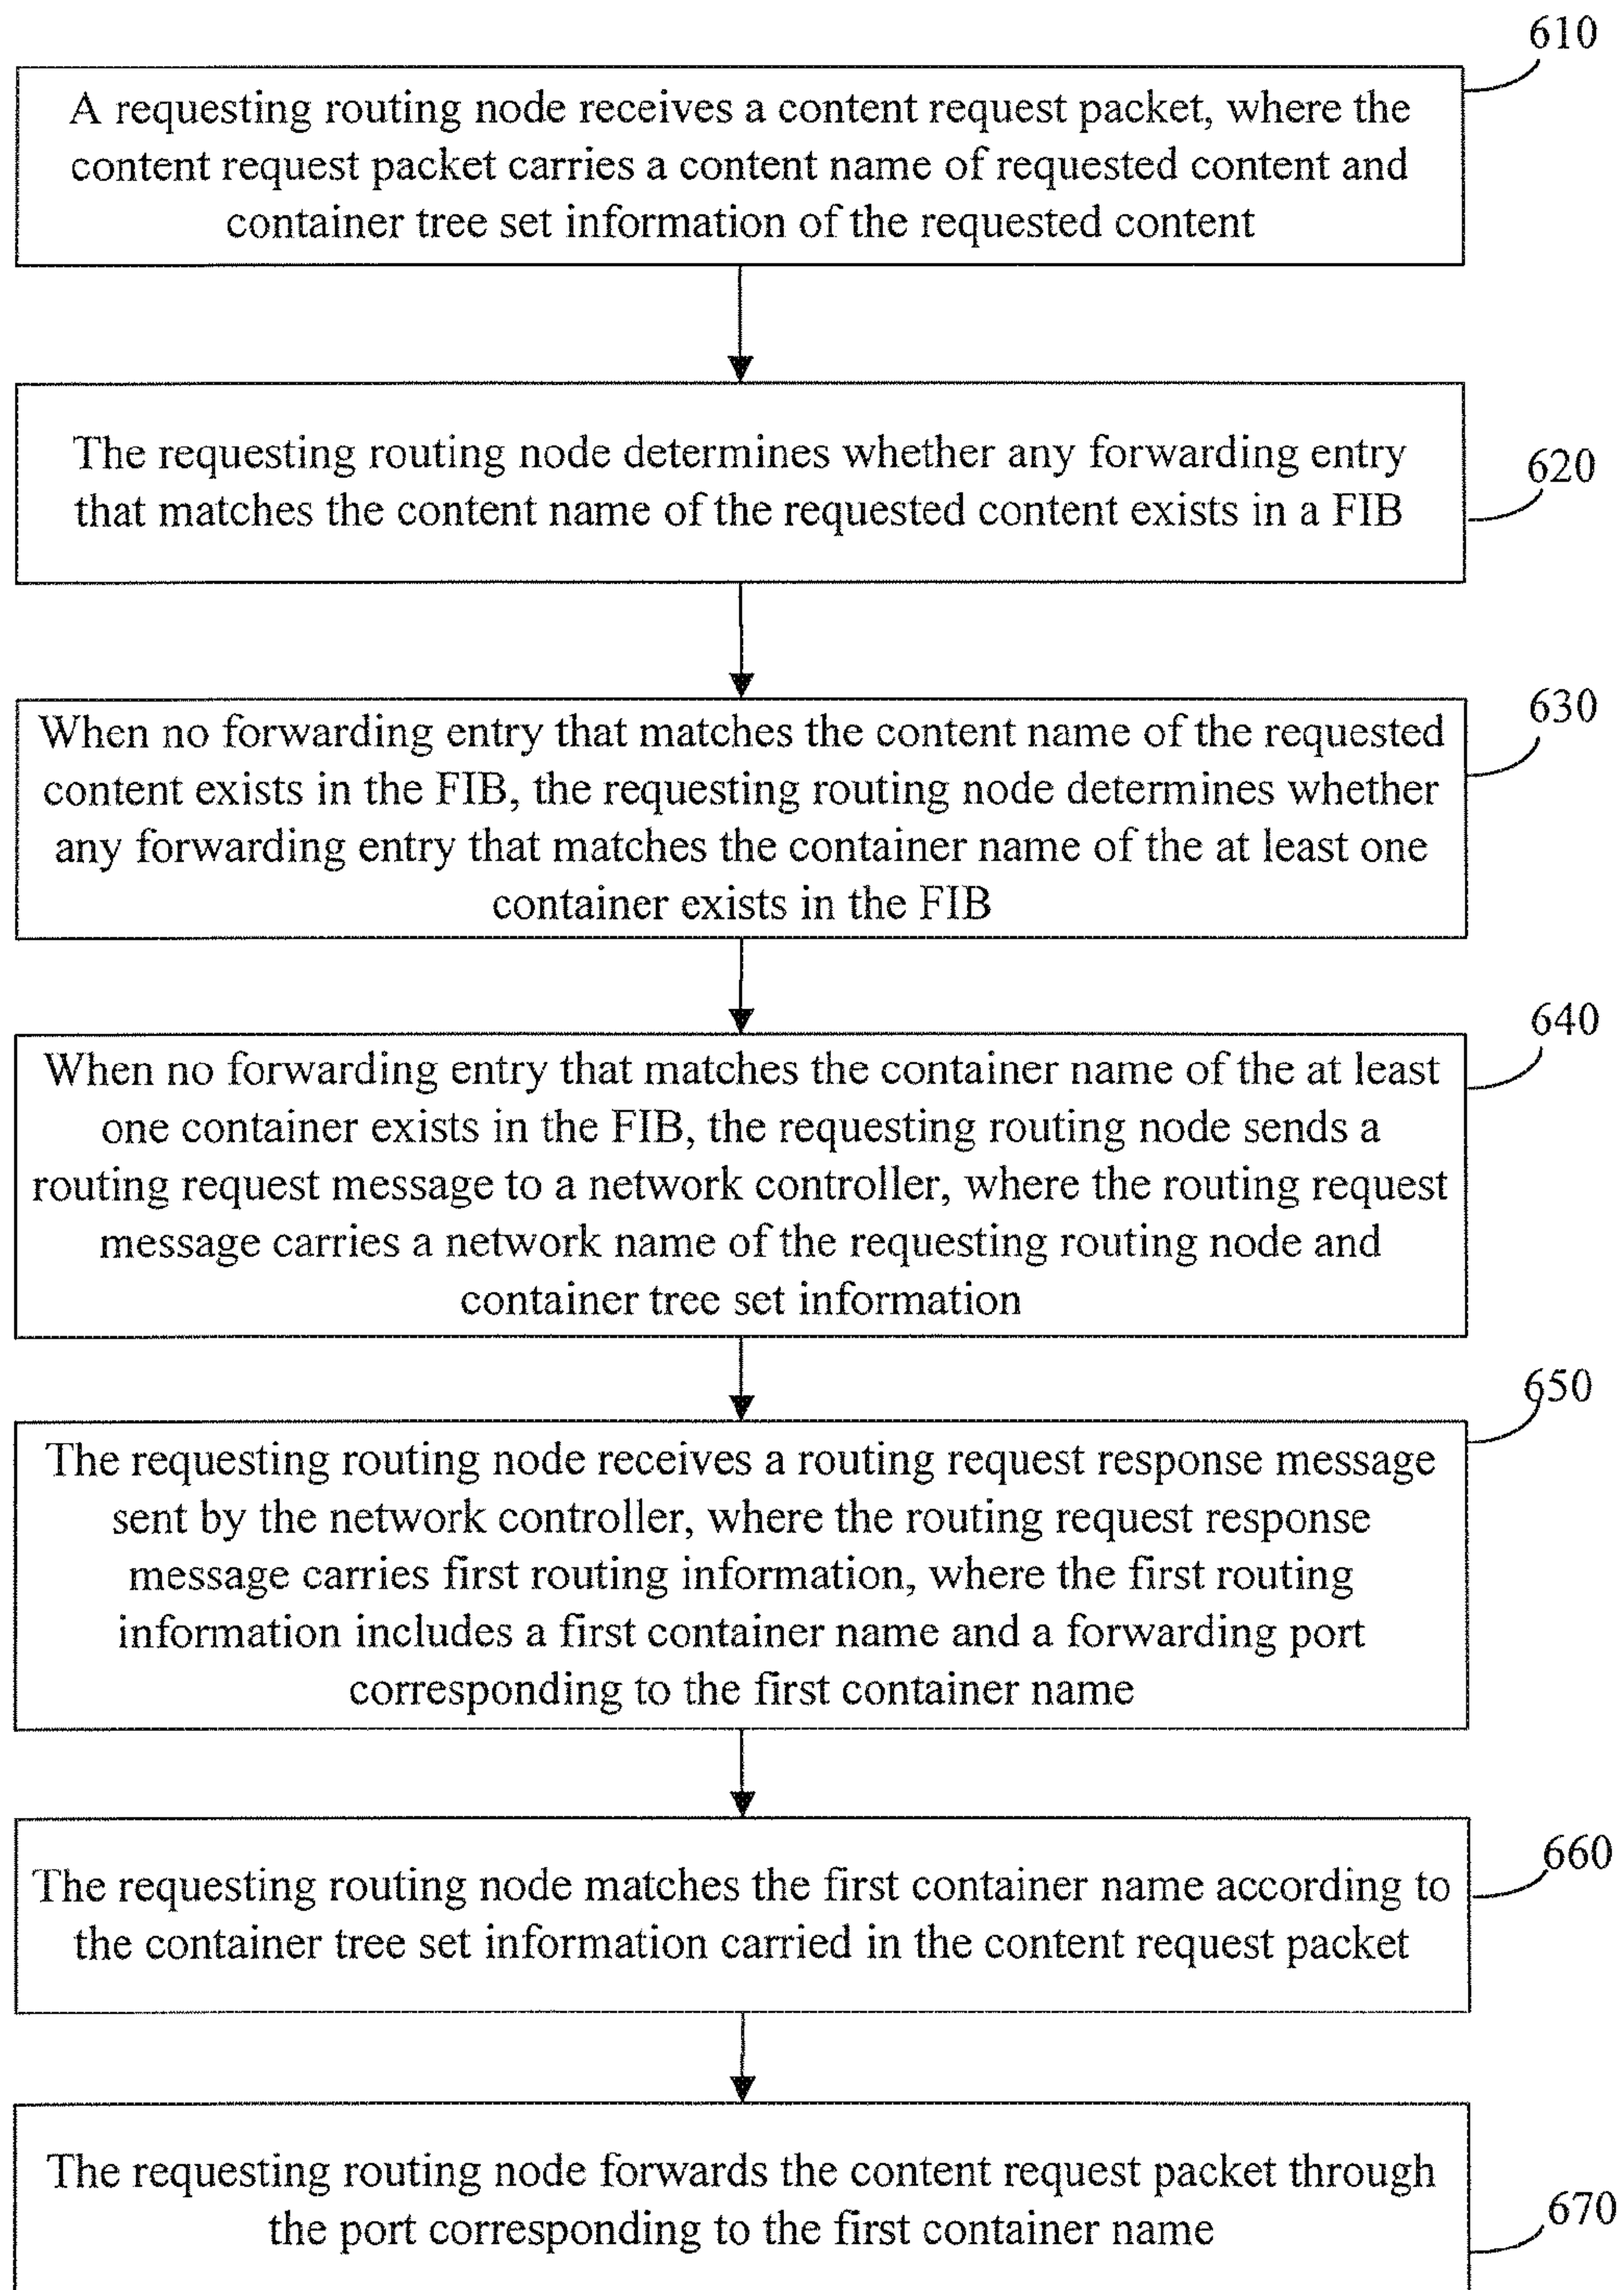 610
A requesting routing node receives a content request packet, where the
content request packet carries a content name of requested content and
container tree set information of the requested content
The requesting routing node determines whether any forwarding entry
that matches the content name of the requested content exists in a FIB
620
630
When no forwarding entry that matches the content name of the requested
content exists in the FIB, the requesting routing node determines whether
any forwarding entry that matches the container name of the at least one
container exists in the FIB
640
When no forwarding entry that matches the container name of the at least
one container exists in the FIB, the requesting routing node sends a
routing request message to a network controller, where the routing request
message carries a network name of the requesting routing node and
container tree set information
650
The requesting routing node receives a routing request response message
sent by the network controller, where the routing request response
message carries first routing information, where the first routing
information includes a first container name and a forwarding port
corresponding to the first container name
660
The requesting routing node matches the first container name according to
the container tree set information carried in the content request packet
The requesting routing node forwards the content request packet through
the port corresponding to the first container name
670